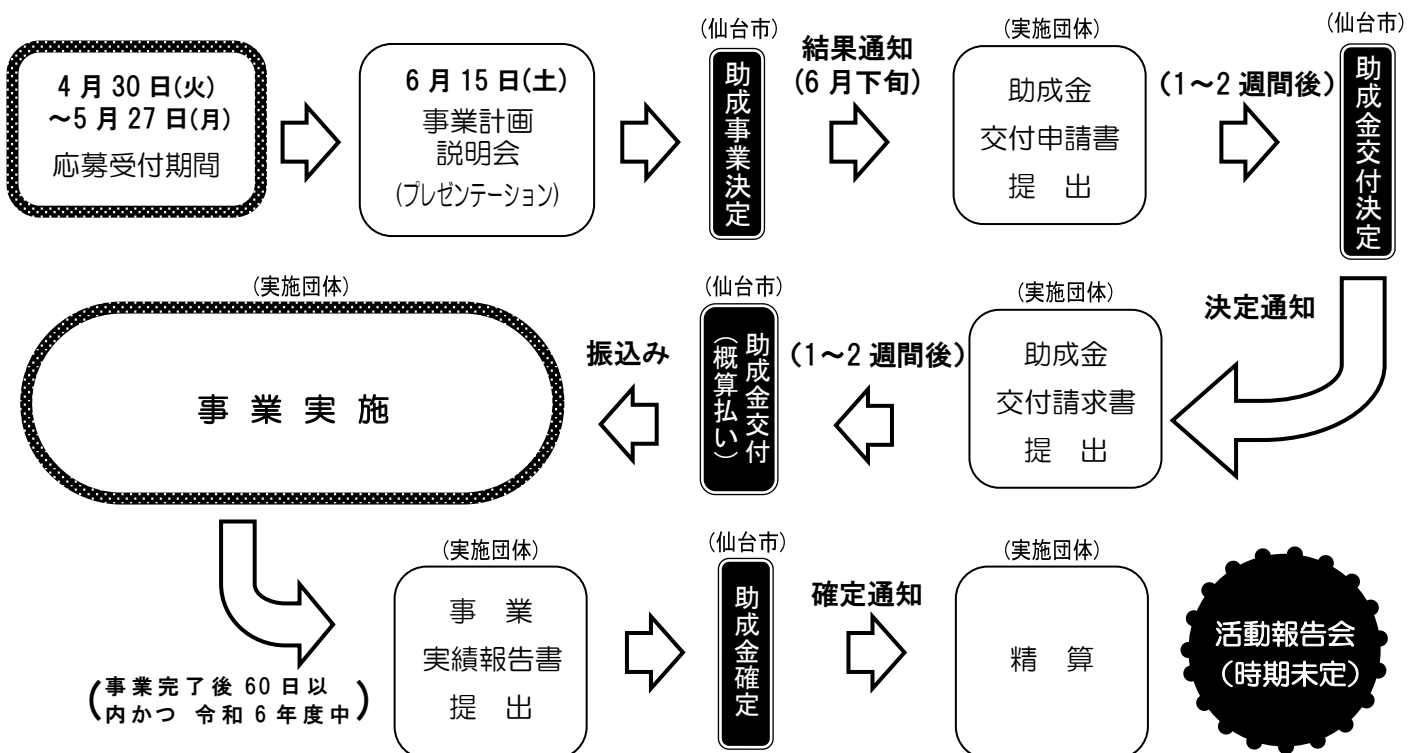 4月30日(火)
～5月27日(月)
応募受付期間
6月15日(土)
事業計画
説明会
(プレゼンテーション)
(仙台市)
助成事業決定
結果通知
(6月下旬)
(実施団体)
助成金
交付申請書
提 出
(1～2週間後)
(仙台市)
助成金交付決定
決定通知
(実施団体)
助成金
交付請求書
提 出
(1～2週間後)
(仙台市)
助成金交付
(概算払い)
振込み
(実施団体)
事 業 実 施
(事業完了後60日以
内かつ 令和6年度中)
(実施団体)
事 業
実績報告書
提 出
(仙台市)
助成金確定
確定通知
(実施団体)
精 算
活動報告会
(時期未定)